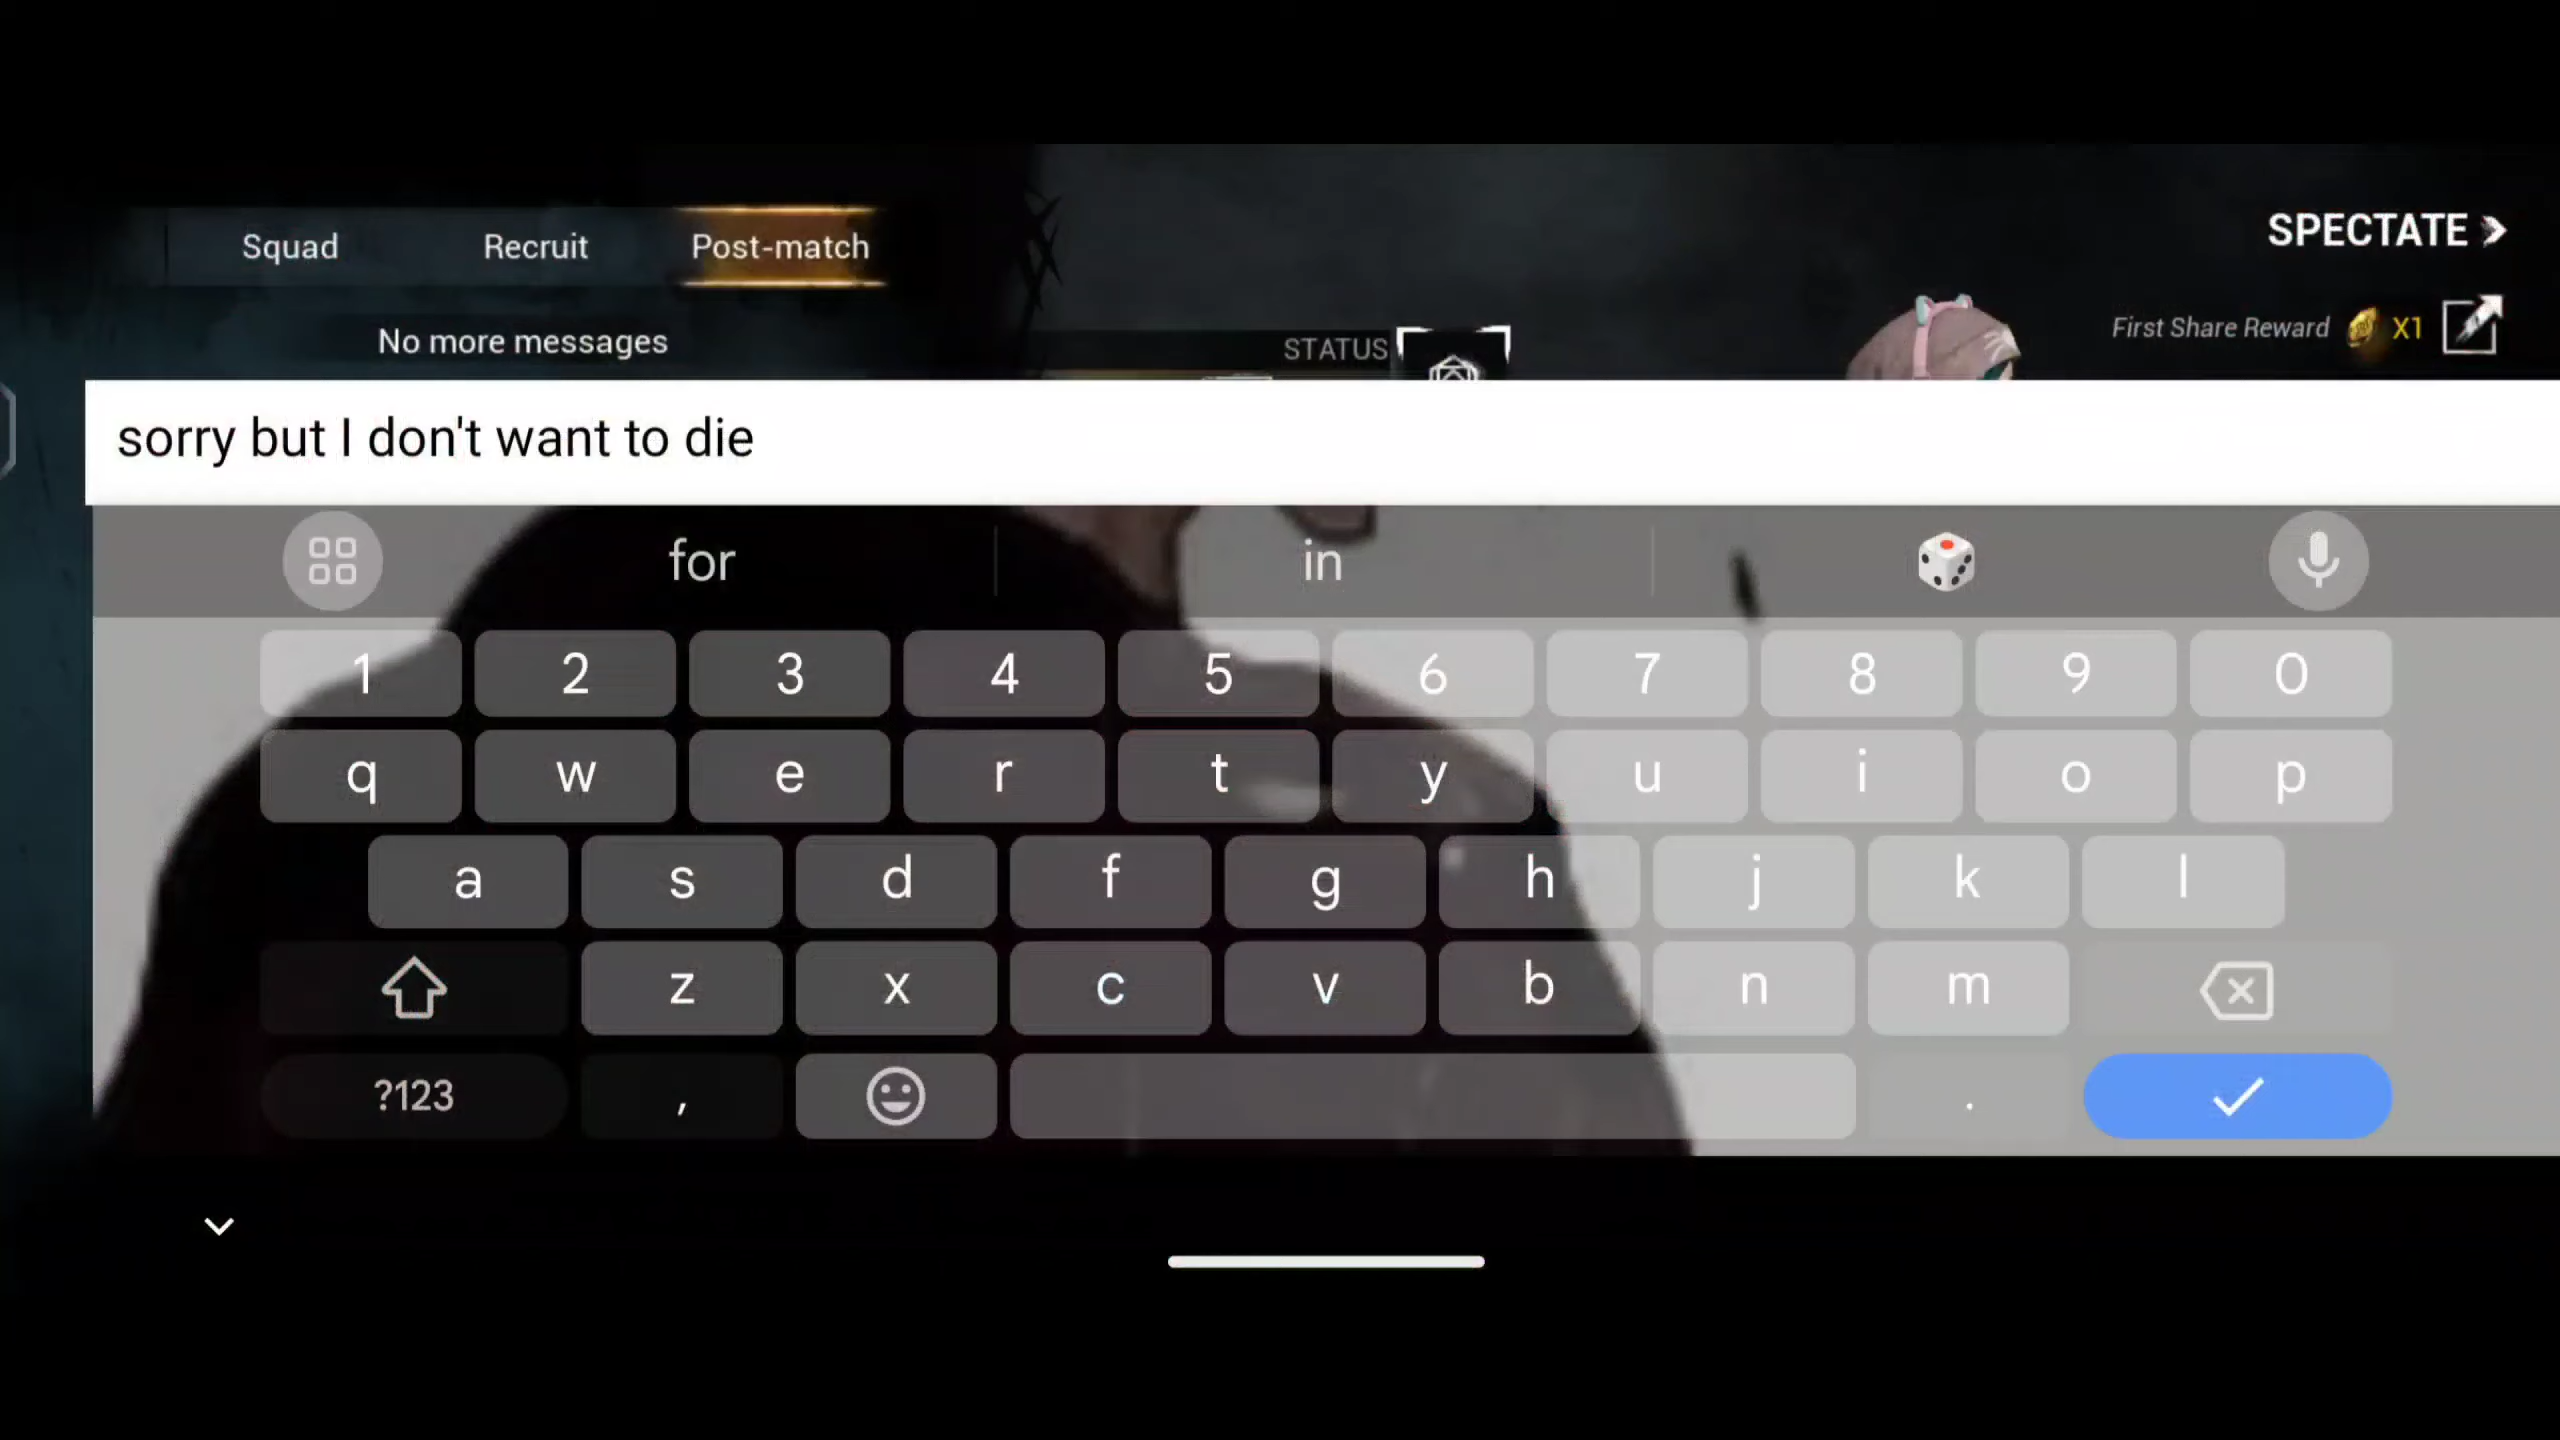 Squad Recruit Post-match
SPECTATE
No more messages
STATUS
First Share Reward X1
sorry but I don't want to die
for in
1 2 3 4 5 6 7 8 9 0
q w e r t y u i o p
a s d f g h j k l
z x c v b n m
?123 , .